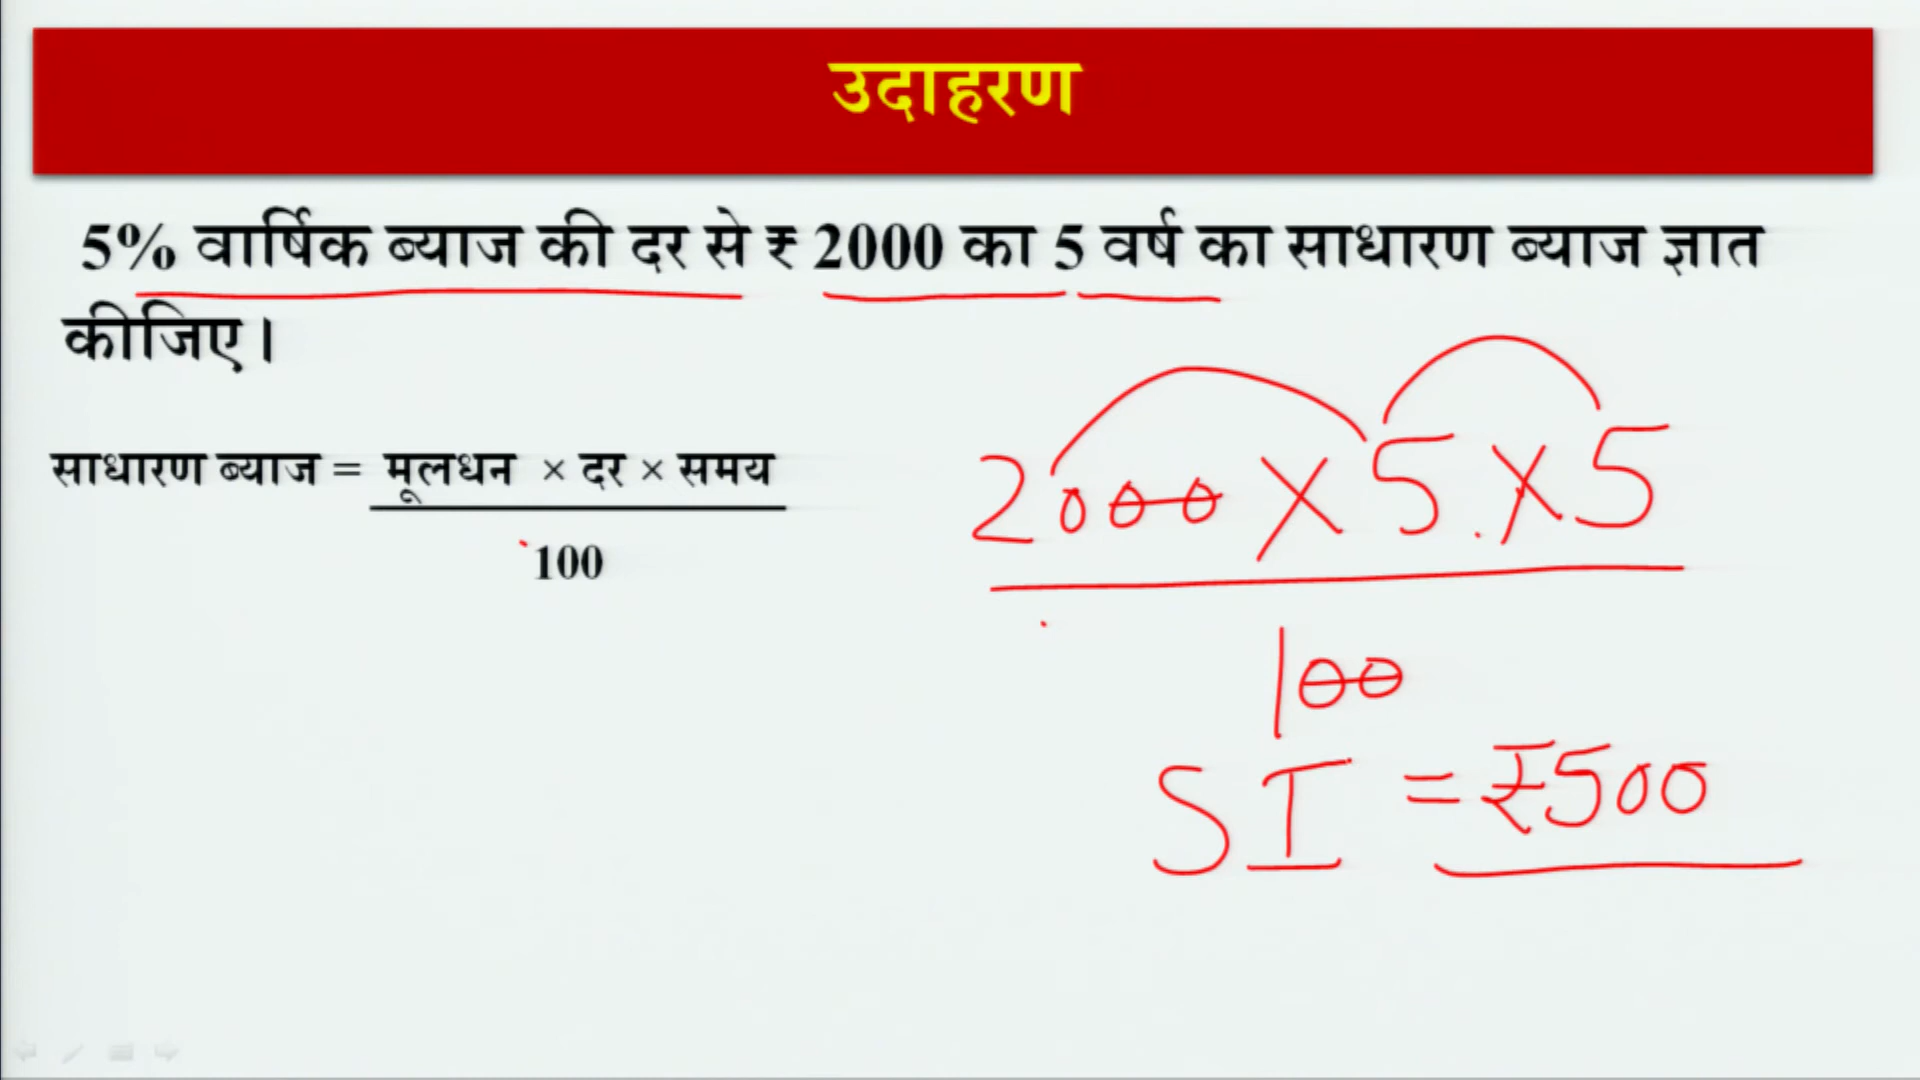 उदाहरण
5% वार्षिक ब्याज की दर से ₹ 2000 का 5 वर्ष का साधारण ब्याज ज्ञात
कीजिए।
साधारण ब्याज = मूलधन × दर × समय
100
2000 × 5 × 5
100
SI = ₹500